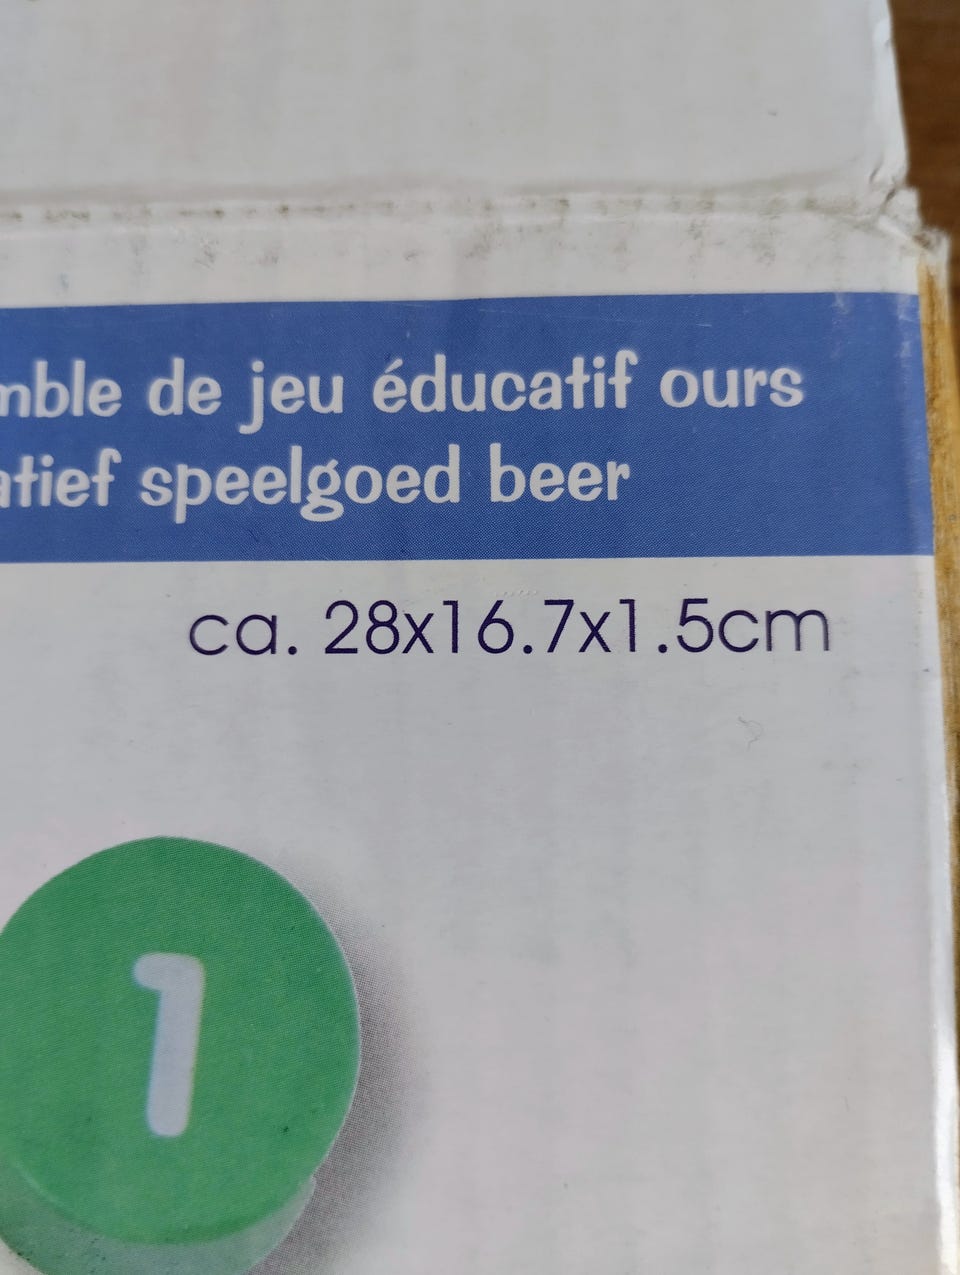 mble de jeu éducatif ours
atief speelgoed beer
ca. 28x16.7x1.5cm
1